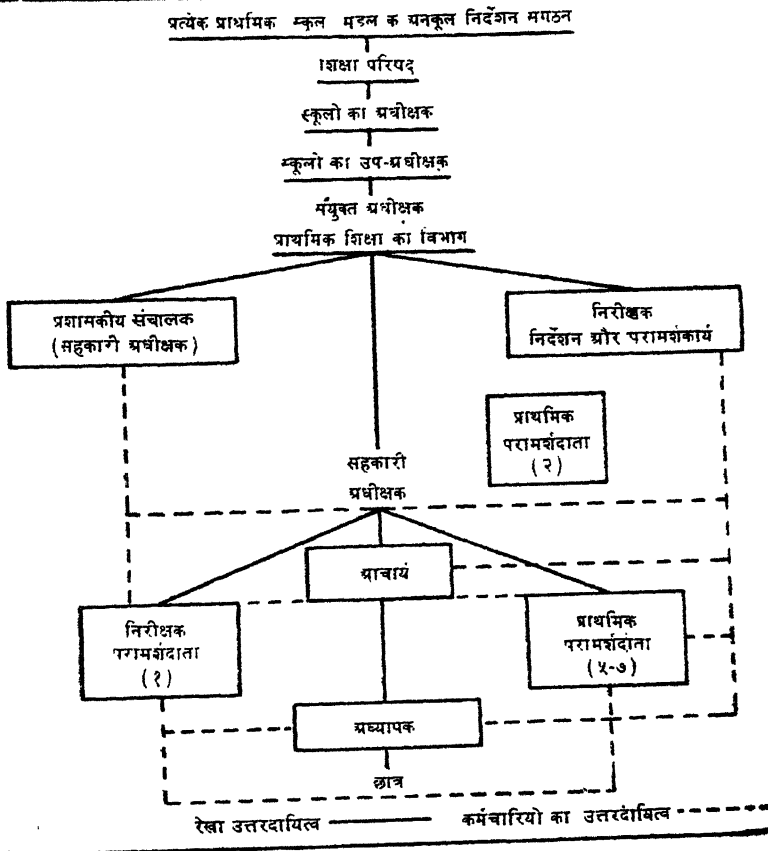 प्रत्येक प्राथमिक स्कूल मंडल क अनुकूल निर्देशन संगठन
शिक्षा परिषद
स्कूलो का अधीक्षक
स्कूलो का उप-अधीक्षक
संयुक्त अधीक्षक
प्राथमिक शिक्षा का विभाग
प्रशासकीय संचालक
(सहकारी अधीक्षक)
निरीक्षक
निर्देशन और परामर्शकार्य
प्राथमिक
परामर्शदाता
(२)
सहकारी
अधीक्षक
आचार्य
निरीक्षक
परामर्शदाता
(१)
प्राथमिक
परामर्शदाता
(५-७)
अध्यापक
छात्र
रेखा उत्तरदायित्व
कर्मचारियो का उत्तरदायित्व